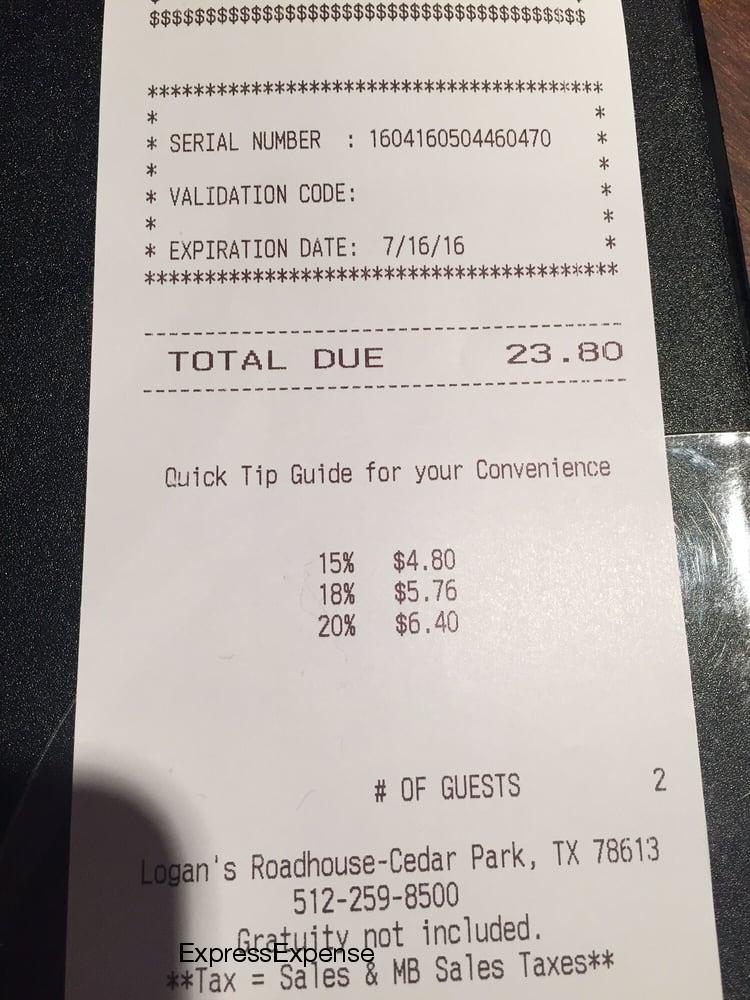 $$$$$$$$$$$$$$$$$$$$$$$$$$$$$$$$$$$$$$
***************************************
* *
* SERIAL NUMBER : 1604160504460470 *
* *
* VALIDATION CODE: *
* *
* EXPIRATION DATE: 7/16/16 *
***************************************
----------------------------------------
TOTAL DUE 23.80
----------------------------------------
Quick Tip Guide for your Convenience
15% $4.80
18% $5.76
20% $6.40
# OF GUESTS 2
Logan's Roadhouse-Cedar Park, TX 78613
512-259-8500
Gratuity not included.
ExpressExpense
**Tax = Sales & MB Sales Taxes**